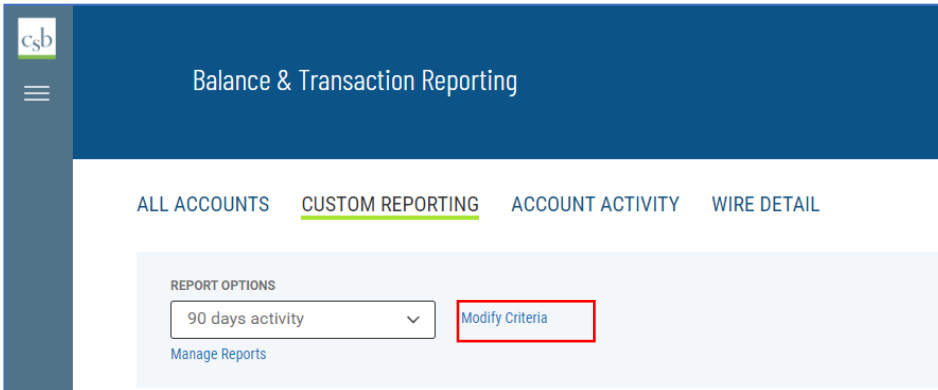 csb
Balance & Transaction Reporting
ALL ACCOUNTS CUSTOM REPORTING ACCOUNT ACTIVITY WIRE DETAIL
REPORT OPTIONS
90 days activity Modify Criteria
Manage Reports